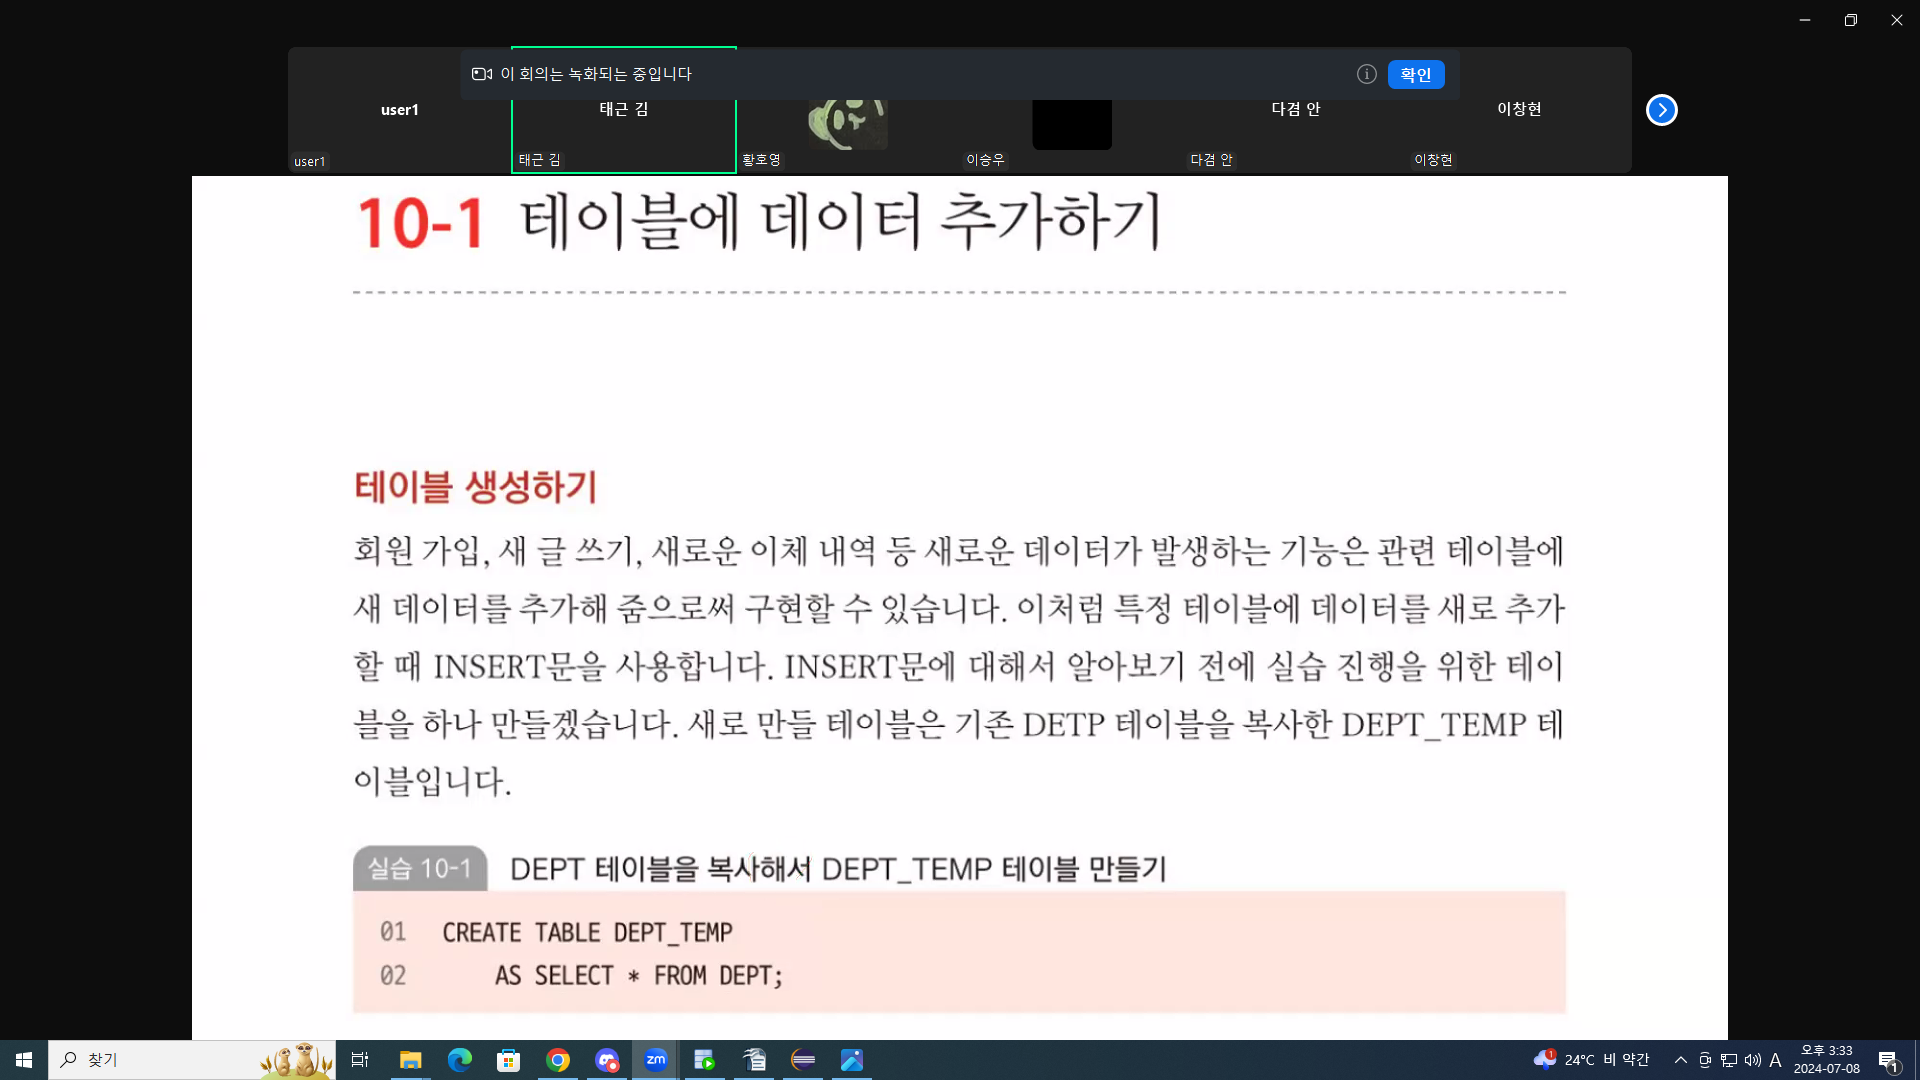 이 회의는 녹화되는 중입니다
확인
user1
태근 김
다겸 안
이창현
user1
태근 김
황호영
이승우
다겸 안
이창현
10-1 테이블에 데이터 추가하기
테이블 생성하기
회원 가입, 새 글 쓰기, 새로운 이체 내역 등 새로운 데이터가 발생하는 기능은 관련 테이블에
새 데이터를 추가해 줌으로써 구현할 수 있습니다. 이처럼 특정 테이블에 데이터를 새로 추가
할 때 INSERT문을 사용합니다. INSERT문에 대해서 알아보기 전에 실습 진행을 위한 테이
블을 하나 만들겠습니다. 새로 만들 테이블은 기존 DETP 테이블을 복사한 DEPT_TEMP 테
이블입니다.
실습 10-1 DEPT 테이블을 복사해서 DEPT_TEMP 테이블 만들기
01 CREATE TABLE DEPT_TEMP
02 AS SELECT * FROM DEPT;
찾기
zm
1
24°C 비 약간
A
오후 3:33
2024-07-08
1